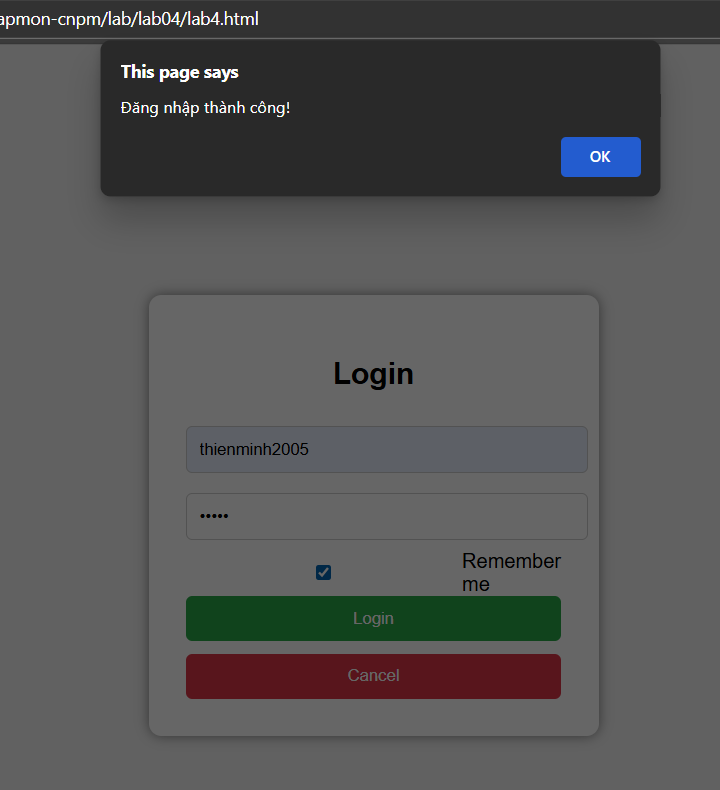 apmon-cnpm/lab/lab04/lab4.html
This page says
Đăng nhập thành công!
OK
Login
thienminh2005
•••••
Remember
me
Login
Cancel